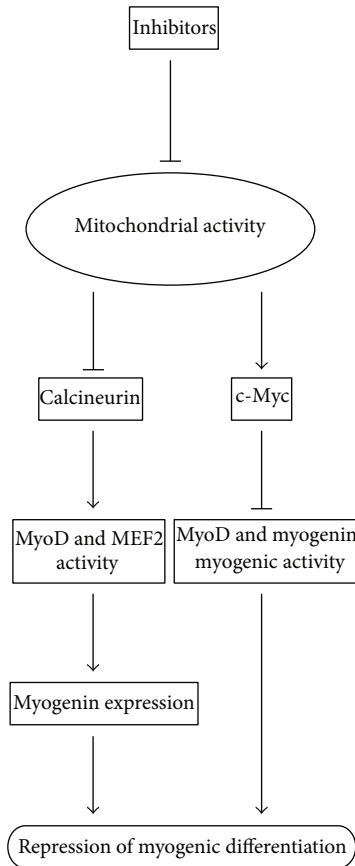 Inhibitors
Mitochondrial activity
Calcineurin
c-Myc
MyoD and MEF2
activity
MyoD and myogenin
myogenic activity
Myogenin expression
Repression of myogenic differentiation